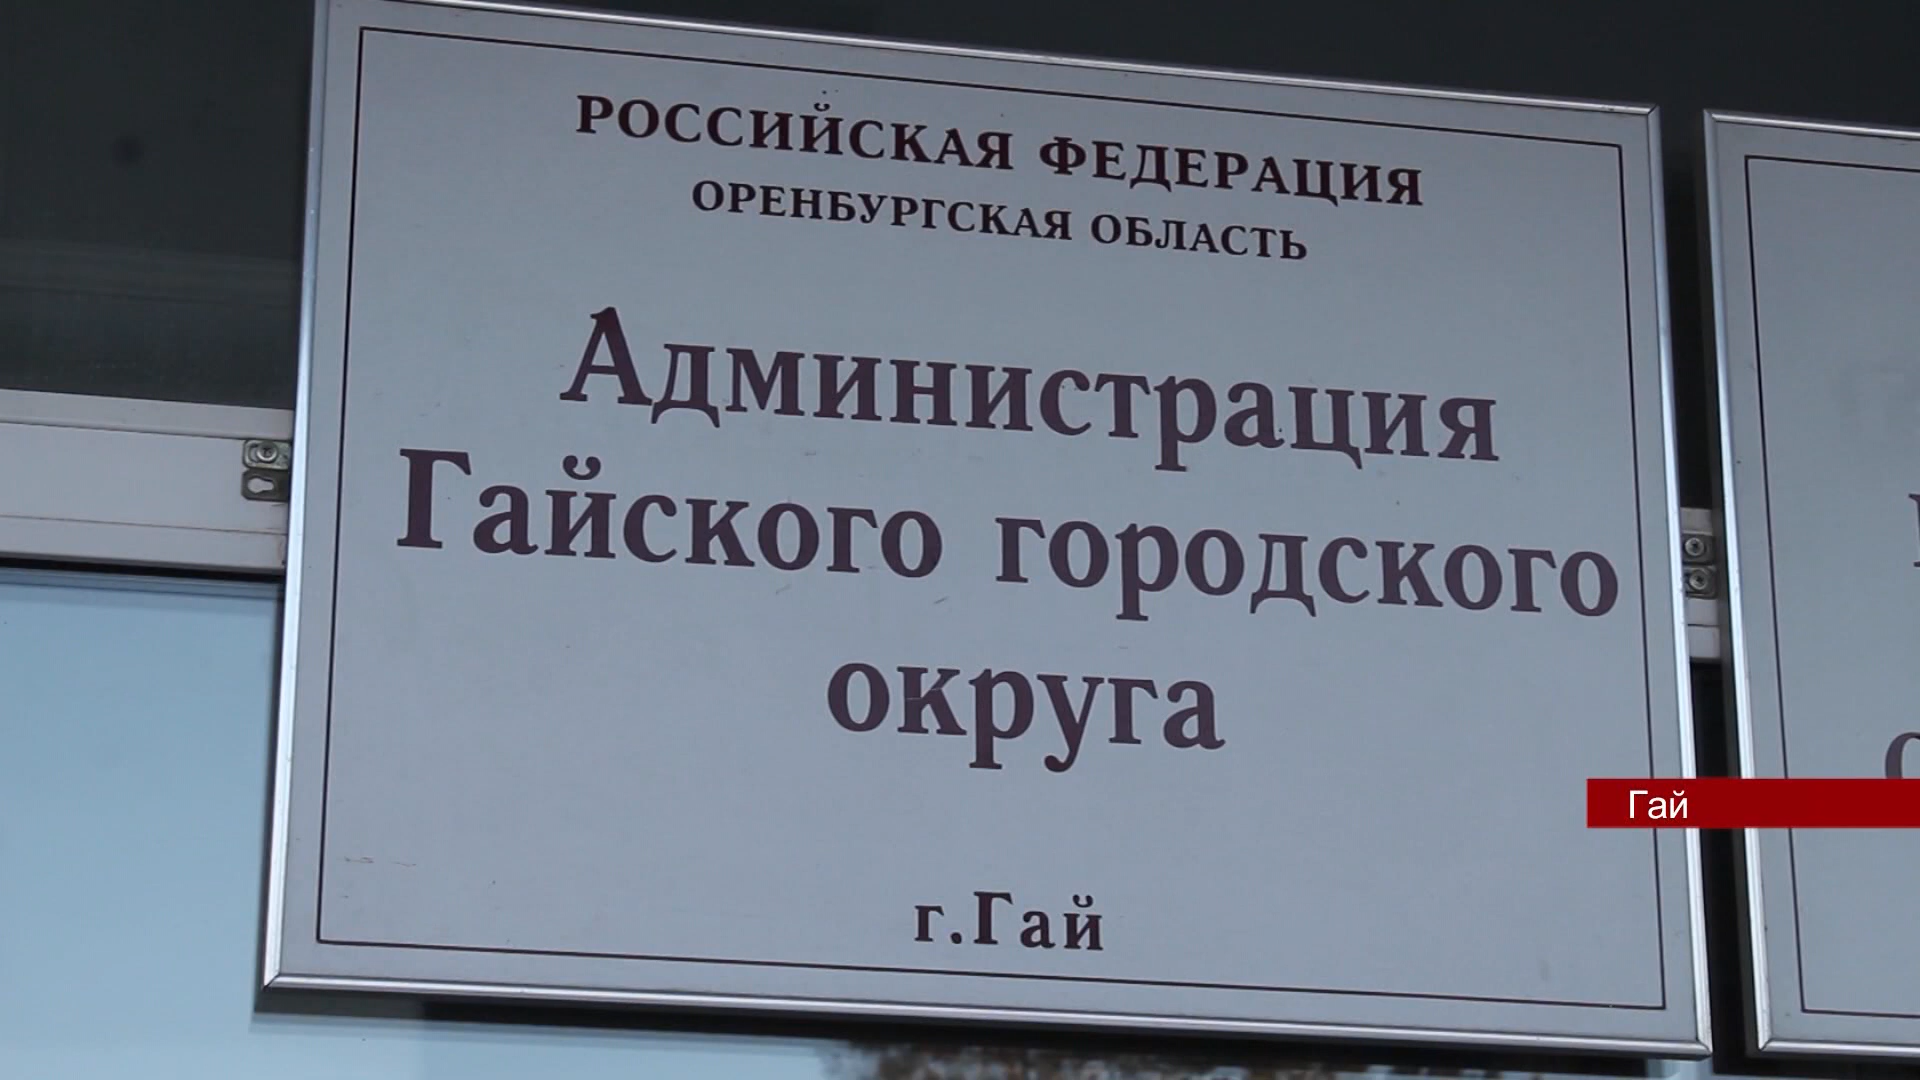 РОССИЙСКАЯ ФЕДЕРАЦИЯ
ОРЕНБУРГСКАЯ ОБЛАСТЬ
Администрация
Гайского городского
округа
г.Гай
Гай